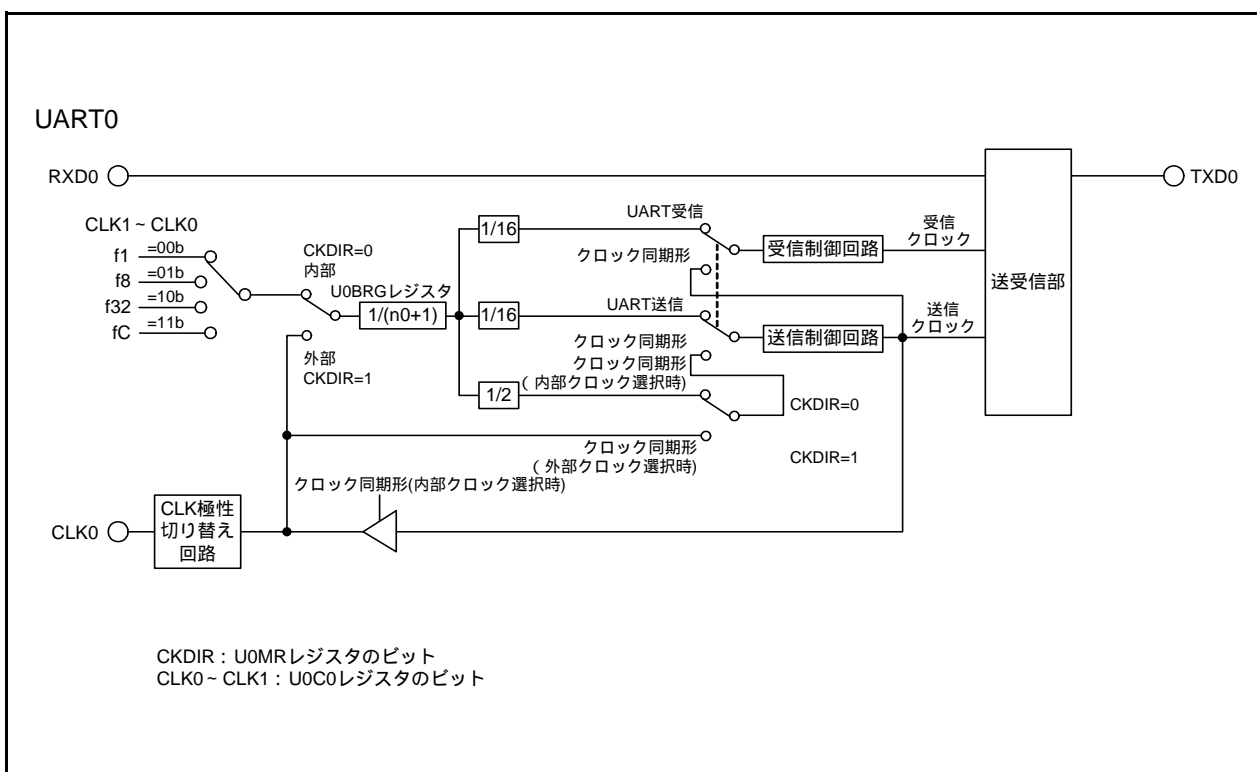 UART0
RXD0
TXD0
CLK1 ~ CLK0
f1 =00b
f8 =01b
f32 =10b
fC =11b
CKDIR=0
内部
U0BRGレジスタ
1/(n0+1)
外部
CKDIR=1
1/16
UART受信
クロック同期形
受信制御回路
受信
クロック
送受信部
1/16
UART送信
クロック同期形
送信制御回路
送信
クロック
クロック同期形
(内部クロック選択時)
1/2
CKDIR=0
クロック同期形
(外部クロック選択時)
CKDIR=1
クロック同期形(内部クロック選択時)
CLK0
CLK極性
切り替え
回路
CKDIR:U0MRレジスタのビット
CLK0 ~ CLK1:U0C0レジスタのビット